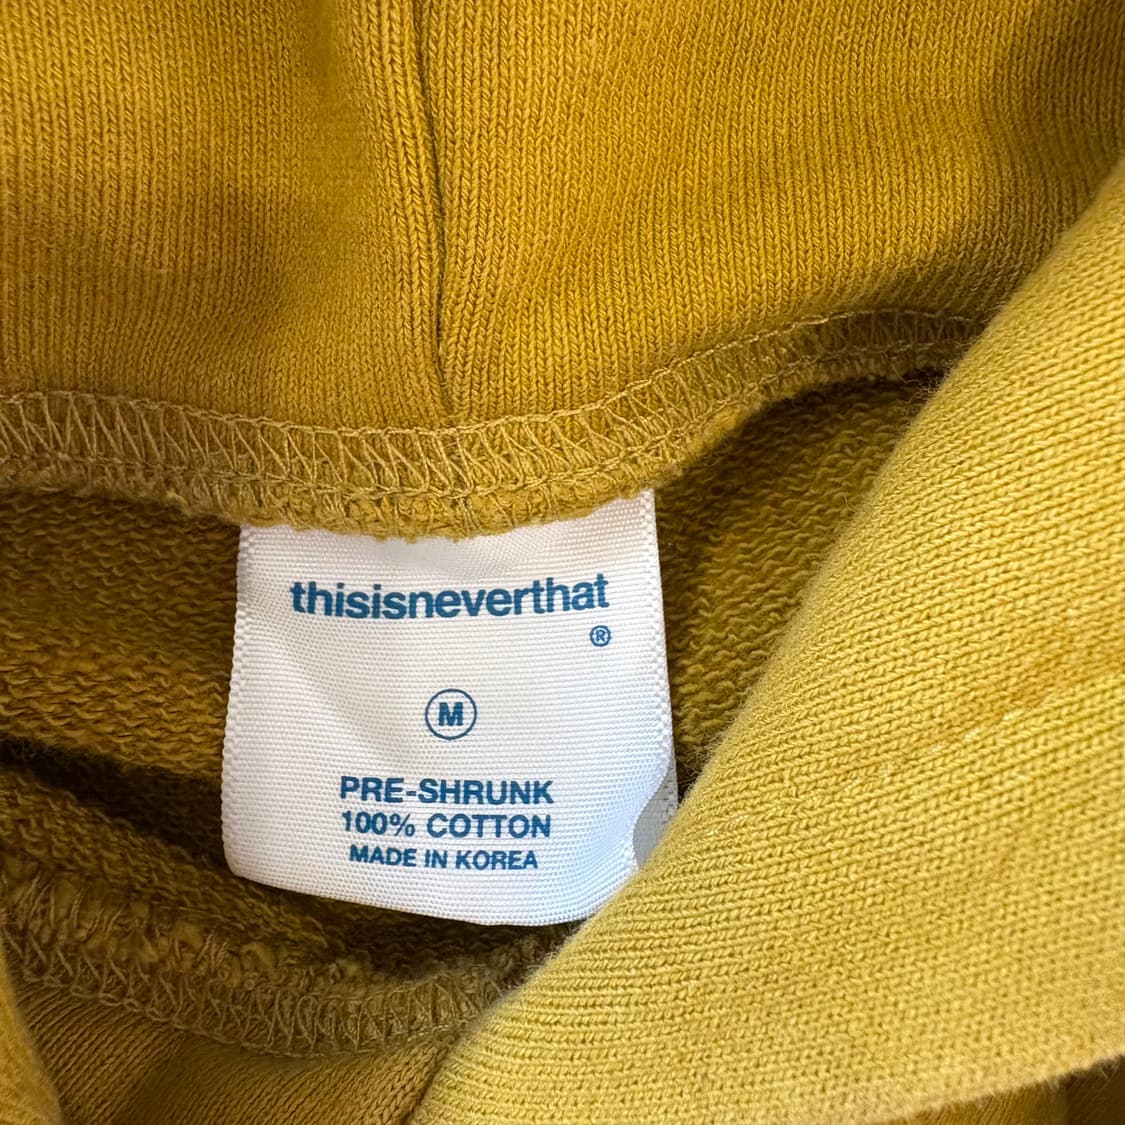 thisisneverthat
®
M
PRE-SHRUNK
100% COTTON
MADE IN KOREA